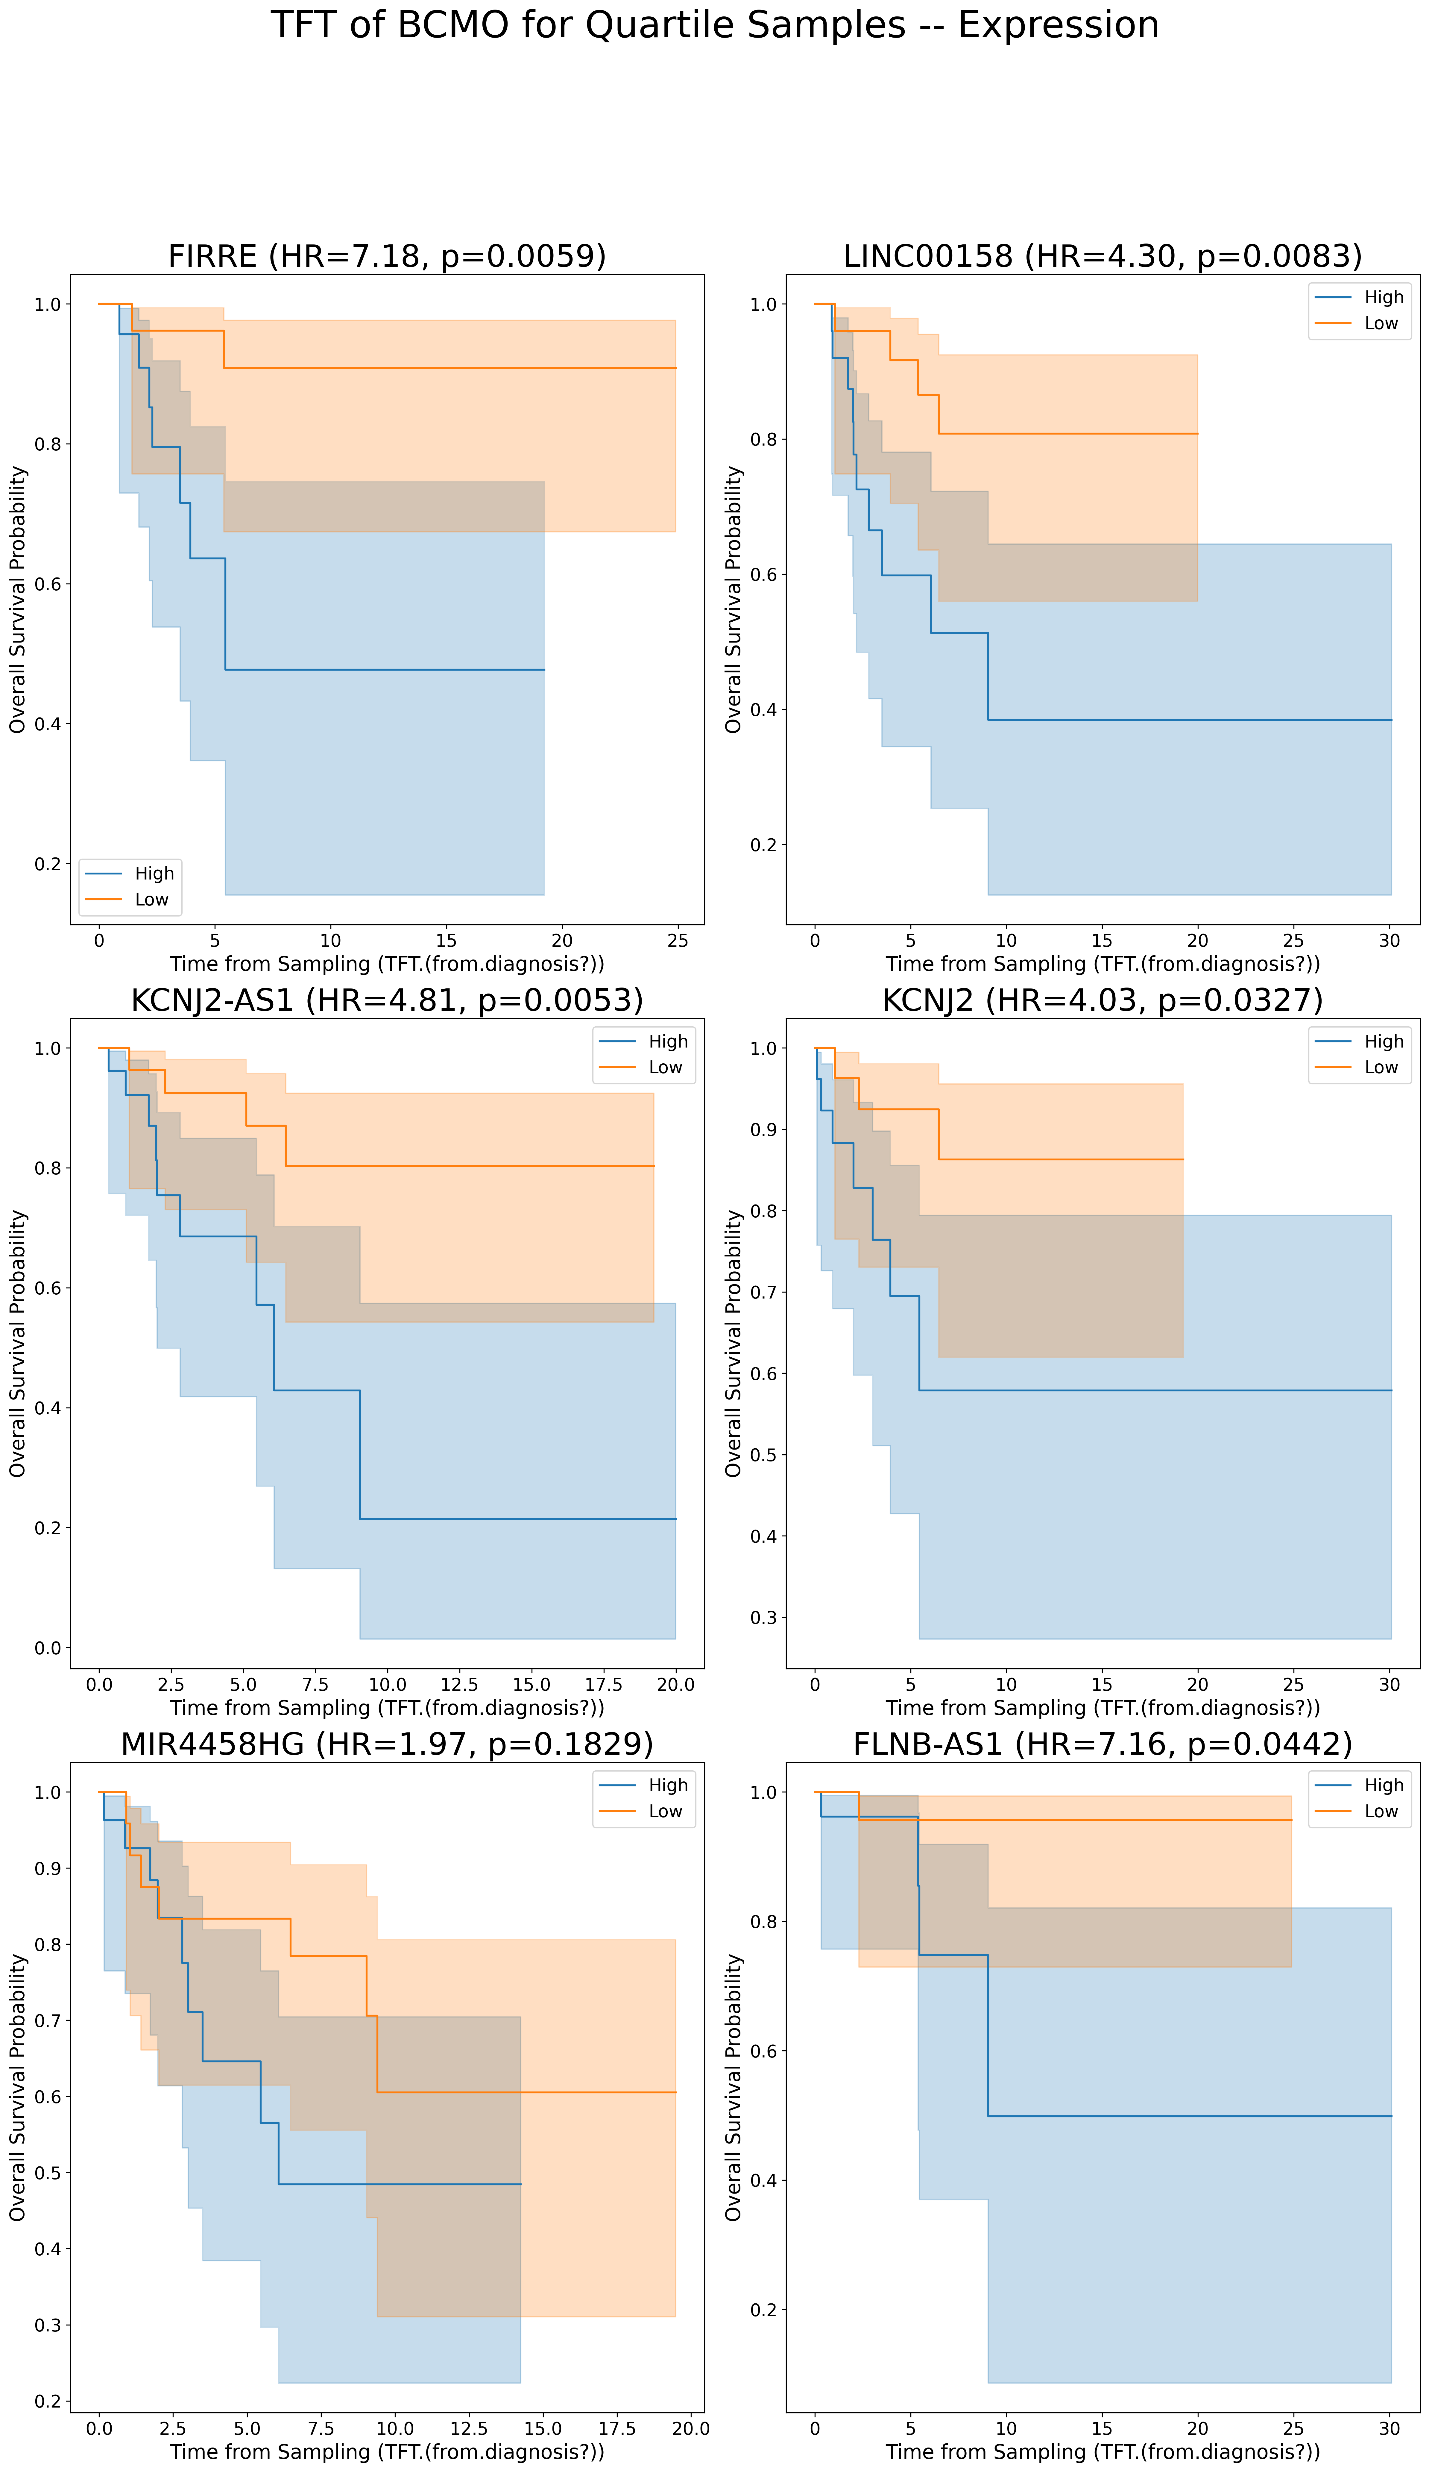 TFT of BCMO for Quartile Samples -- Expression
FIRRE (HR=7.18, p=0.0059)
Overall Survival Probability
1.0
0.8
0.6
0.4
0.2
High
Low
0 5 10 15 20 25
Time from Sampling (TFT.(from.diagnosis?))
LINC00158 (HR=4.30, p=0.0083)
Overall Survival Probability
1.0
0.8
0.6
0.4
0.2
High
Low
0 5 10 15 20 25 30
Time from Sampling (TFT.(from.diagnosis?))
KCNJ2-AS1 (HR=4.81, p=0.0053)
Overall Survival Probability
1.0
0.8
0.6
0.4
0.2
0.0
High
Low
0.0 2.5 5.0 7.5 10.0 12.5 15.0 17.5 20.0
Time from Sampling (TFT.(from.diagnosis?))
KCNJ2 (HR=4.03, p=0.0327)
Overall Survival Probability
1.0
0.9
0.8
0.7
0.6
0.5
0.4
0.3
High
Low
0 5 10 15 20 25 30
Time from Sampling (TFT.(from.diagnosis?))
MIR4458HG (HR=1.97, p=0.1829)
Overall Survival Probability
1.0
0.9
0.8
0.7
0.6
0.5
0.4
0.3
0.2
High
Low
0.0 2.5 5.0 7.5 10.0 12.5 15.0 17.5 20.0
Time from Sampling (TFT.(from.diagnosis?))
FLNB-AS1 (HR=7.16, p=0.0442)
Overall Survival Probability
1.0
0.8
0.6
0.4
0.2
High
Low
0 5 10 15 20 25 30
Time from Sampling (TFT.(from.diagnosis?))